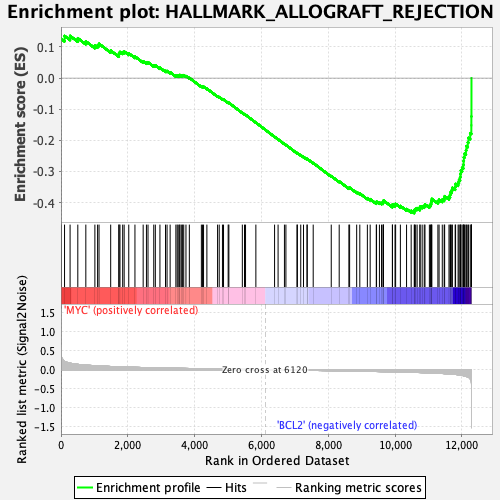 Enrichment plot: HALLMARK_ALLOGRAFT_REJECTION
Enrichment score (ES)
0.1
0.0
-0.1
-0.2
-0.3
-0.4
'MYC' (positively correlated)
Ranked list metric (Signal2Noise)
1.5
1.0
0.5
0.0
-0.5
-1.0
-1.5
Zero cross at 6120
'BCL2' (negatively correlated)
0
2,000
4,000
6,000
8,000
10,000
12,000
Rank in Ordered Dataset
Enrichment profile
Hits
Ranking metric scores